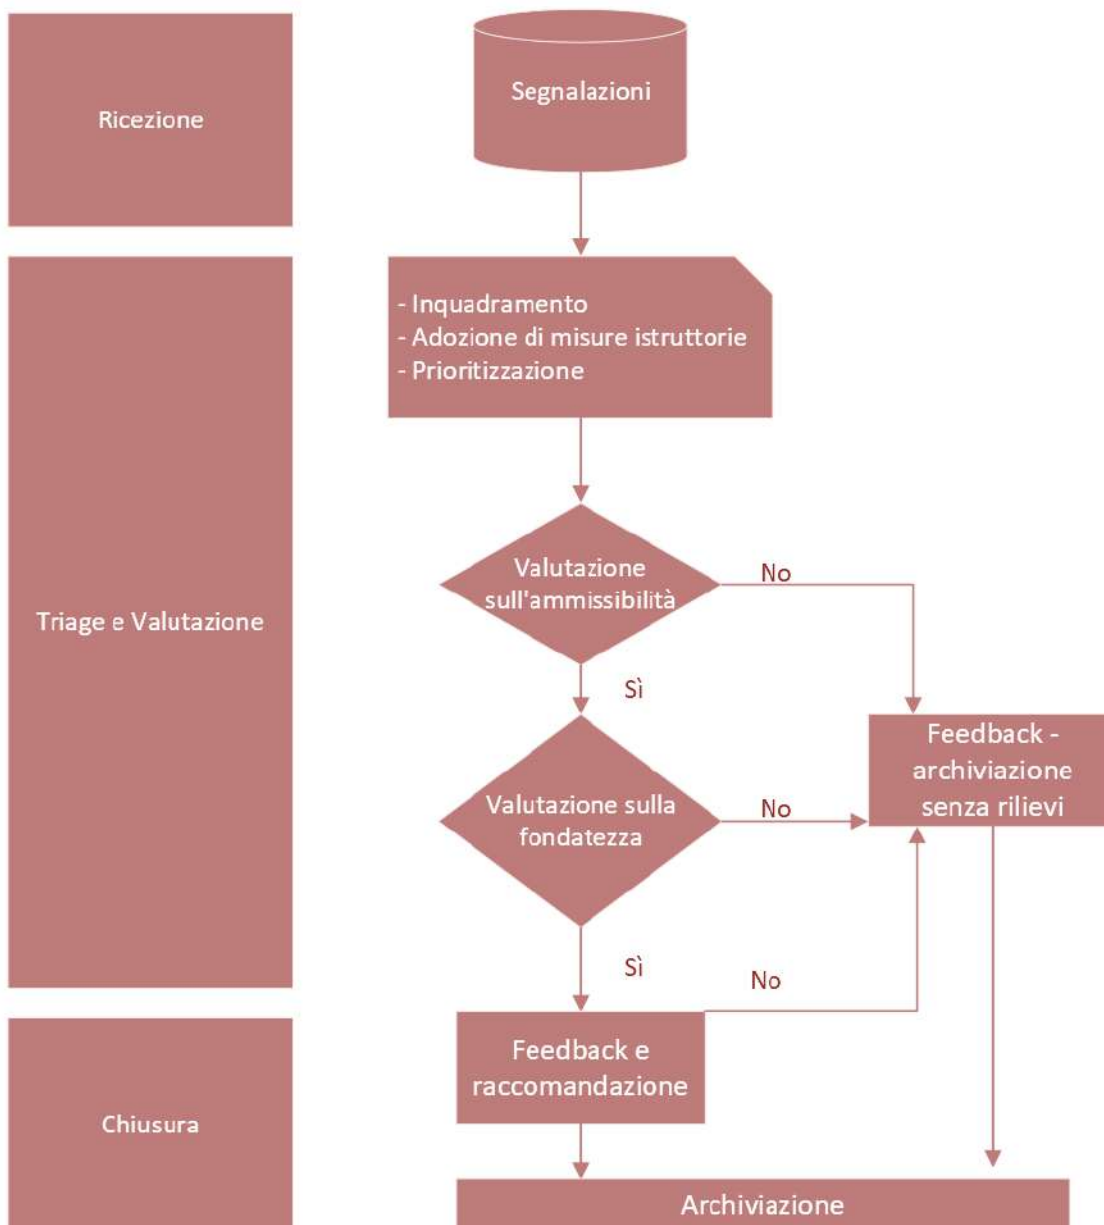 Ricezione
Segnalazioni
- Inquadramento
- Adozione di misure istruttorie
- Prioritizzazione
Triage e Valutazione
Valutazione
sull'ammissibilità
No
Sì
Feedback -
archiviazione
senza rilievi
Valutazione sulla
fondatezza
No
Sì
No
Feedback e
raccomandazione
Chiusura
Archiviazione